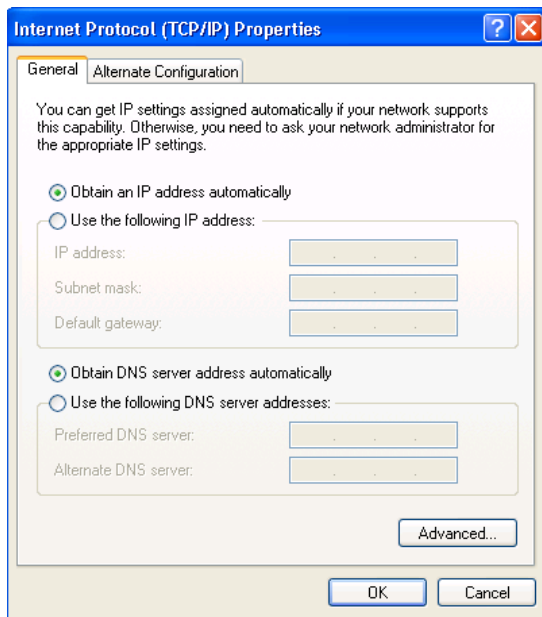 Internet Protocol (TCP/IP) Properties
General
Alternate Configuration
You can get IP settings assigned automatically if your network supports
this capability. Otherwise, you need to ask your network administrator for
the appropriate IP settings.
Obtain an IP address automatically
Use the following IP address:
IP address:
Subnet mask:
Default gateway:
Obtain DNS server address automatically
Use the following DNS server addresses:
Preferred DNS server:
Alternate DNS server:
Advanced...
OK
Cancel